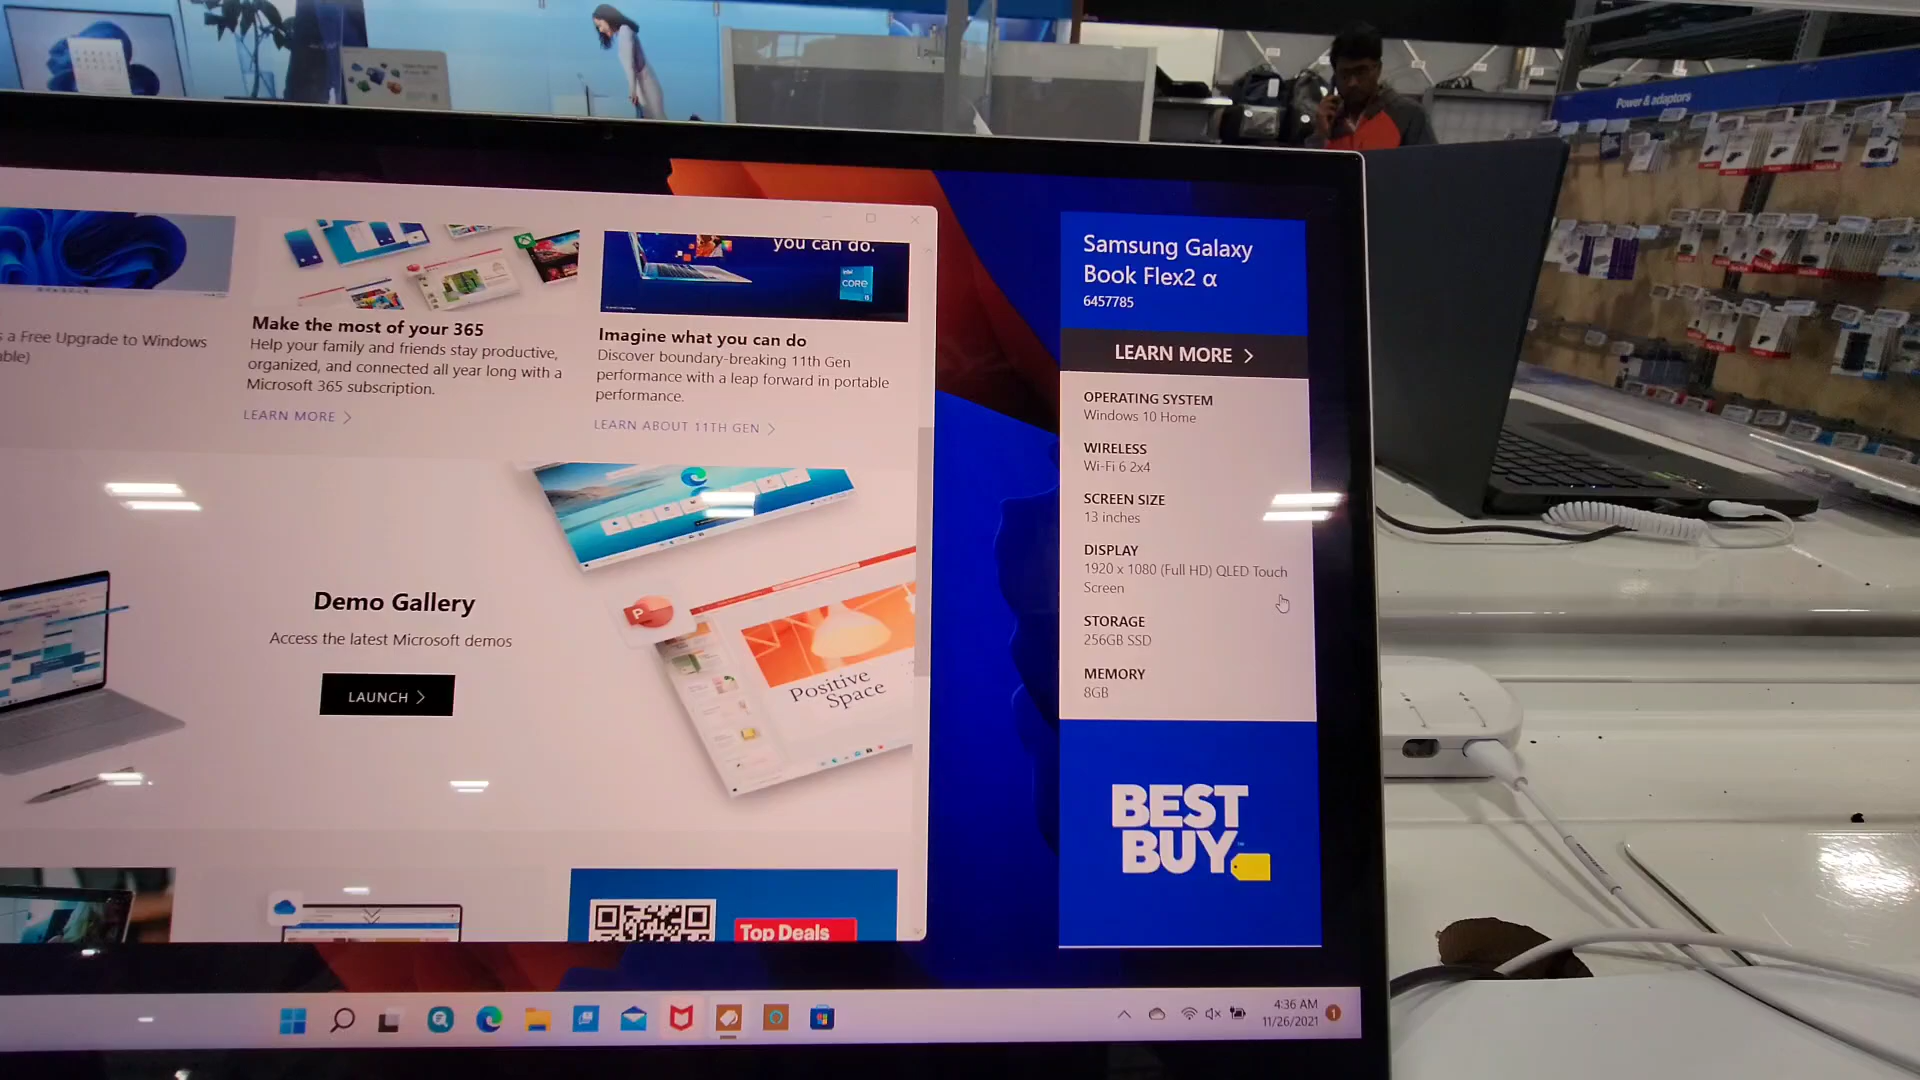 Power & adaptors
you can do.
intel
CORE
s a Free Upgrade to Windows
able)
Make the most of your 365
Help your family and friends stay productive,
organized, and connected all year long with a
Microsoft 365 subscription.
LEARN MORE >
Imagine what you can do
Discover boundary-breaking 11th Gen
performance with a leap forward in portable
performance.
LEARN ABOUT 11TH GEN >
Demo Gallery
Access the latest Microsoft demos
LAUNCH >
P
Positive
Space
Top Deals
Samsung Galaxy
Book Flex2 α
6457785
LEARN MORE >
OPERATING SYSTEM
Windows 10 Home
WIRELESS
Wi-Fi 6 2x4
SCREEN SIZE
13 inches
DISPLAY
1920 x 1080 (Full HD) QLED Touch
Screen
STORAGE
256GB SSD
MEMORY
8GB
BEST
BUY
4:36 AM
11/26/2021
1